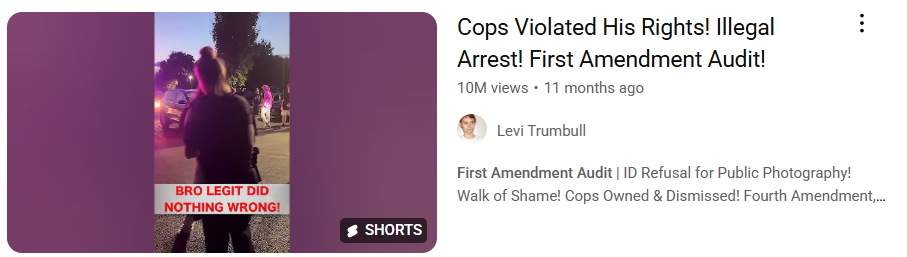 BRO LEGIT DID
NOTHING WRONG!
SHORTS
Cops Violated His Rights! Illegal
Arrest! First Amendment Audit!
10M views • 11 months ago
Levi Trumbull
First Amendment Audit | ID Refusal for Public Photography!
Walk of Shame! Cops Owned & Dismissed! Fourth Amendment,...